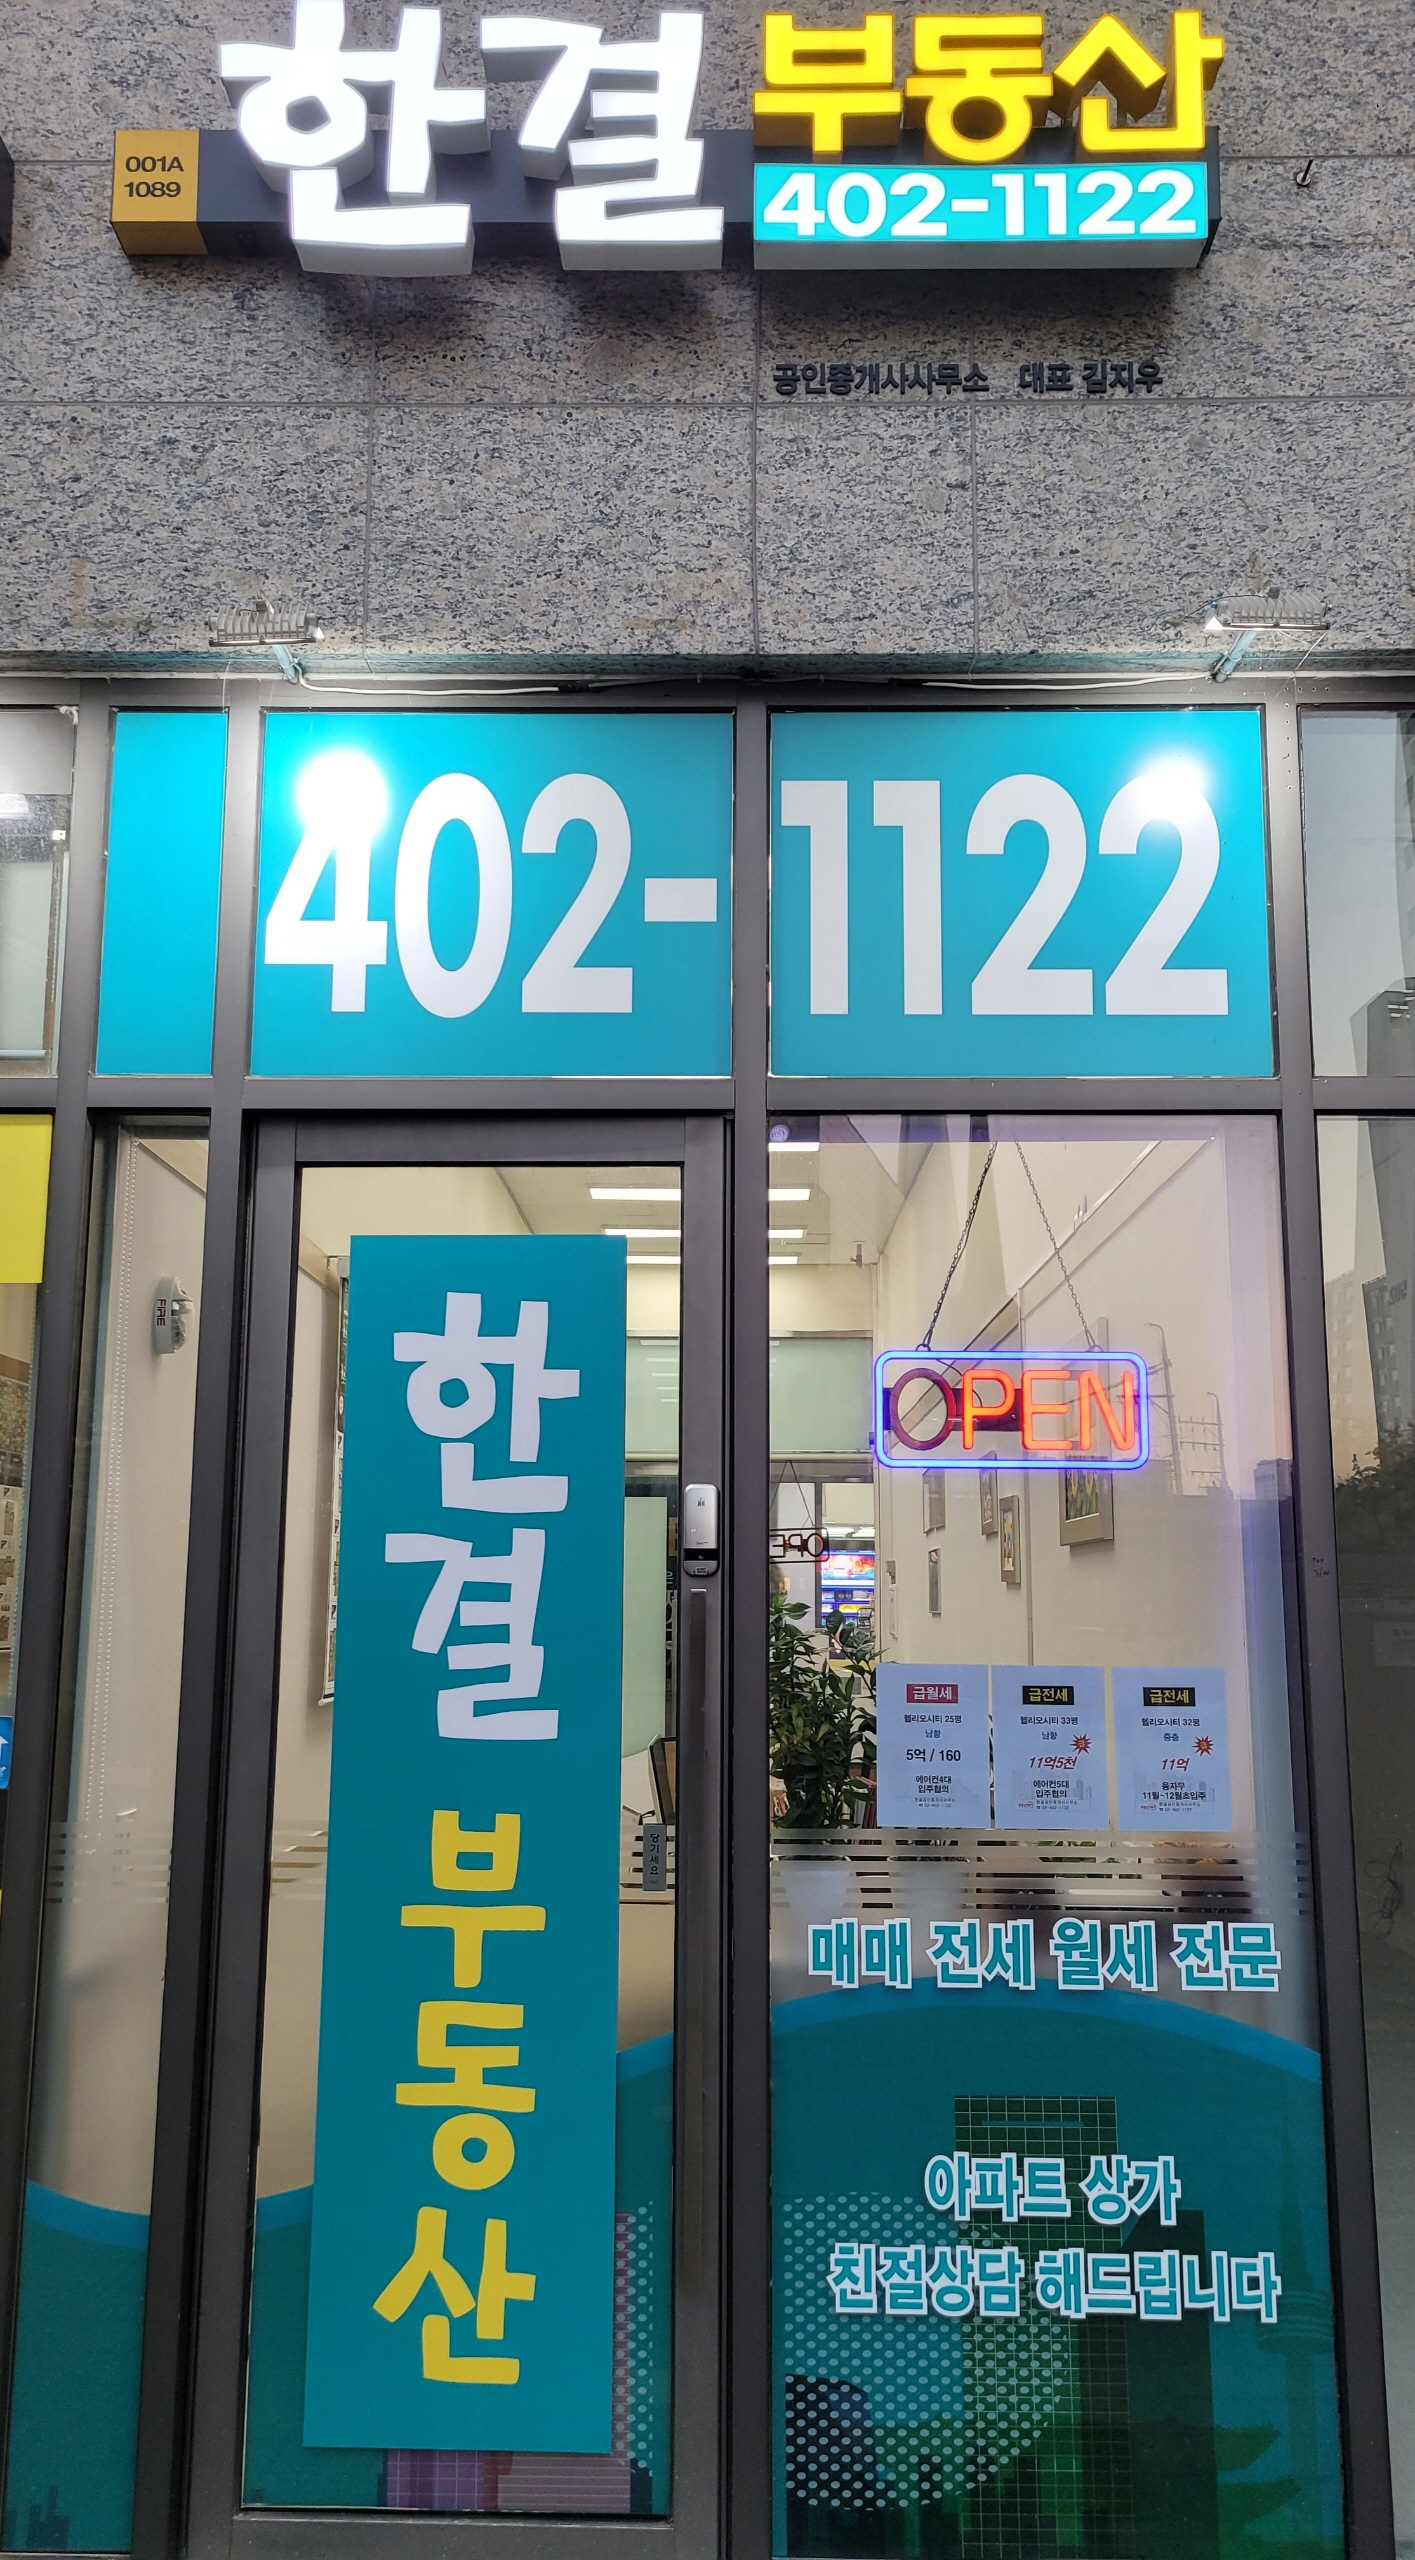 001A
1089
한결 부동산
402-1122
공인중개사사무소 대표 김지우
402-1122
FIRE
한결 부동산
당기세요
OPEN
급월세
헬리오시티 25평
남향
5억 / 160
에어컨4대
입주협의
급전세
헬리오시티 33평
남향
11억5천
에어컨5대
입주협의
급전세
헬리오시티 32평
중층
11억
융자무
11월~12월초입주
매매 전세 월세 전문
아파트 상가
친절상담 해드립니다